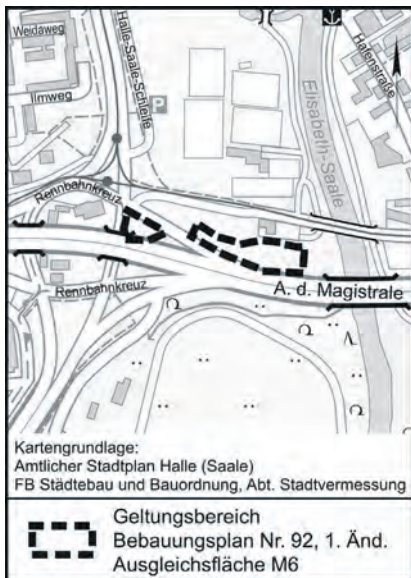 Weidaweg
Ilmweg
Halle-Saale-Schleife
P
Hafenstraße
Elisabeth-Saale
Rennbahnkreuz
A. d. Magistrale
Rennbahnkreuz
Kartengrundlage:
Amtlicher Stadtplan Halle (Saale)
FB Städtebau und Bauordnung, Abt. Stadtvermessung
Geltungsbereich
Bebauungsplan Nr. 92, 1. Änd.
Ausgleichsfläche M6